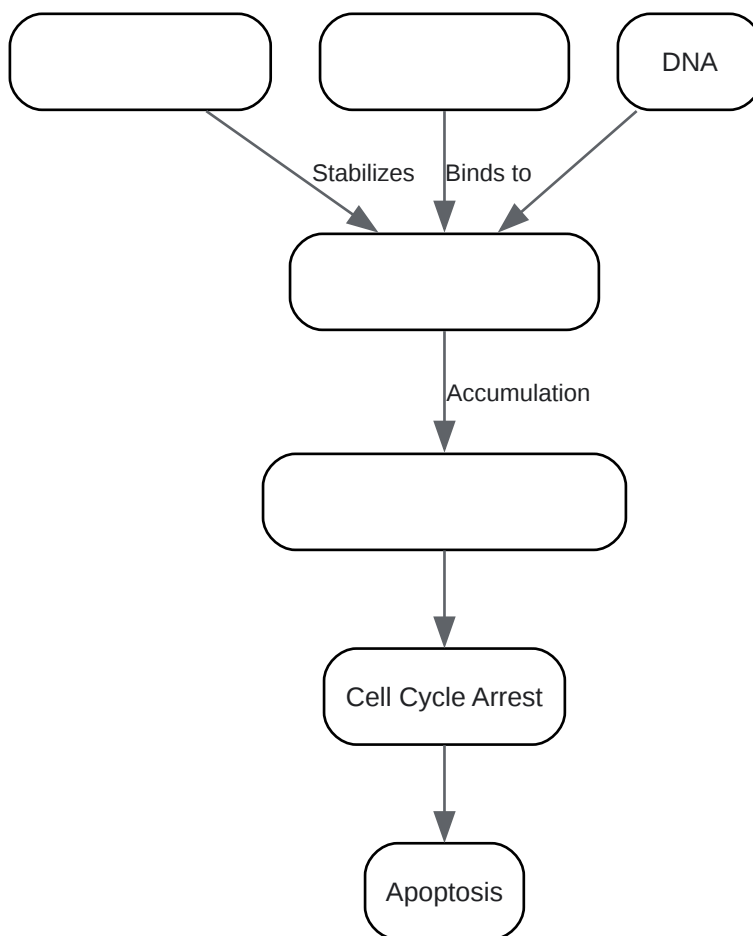 DNA
Stabilizes
Binds to
Accumulation
Cell Cycle Arrest
Apoptosis